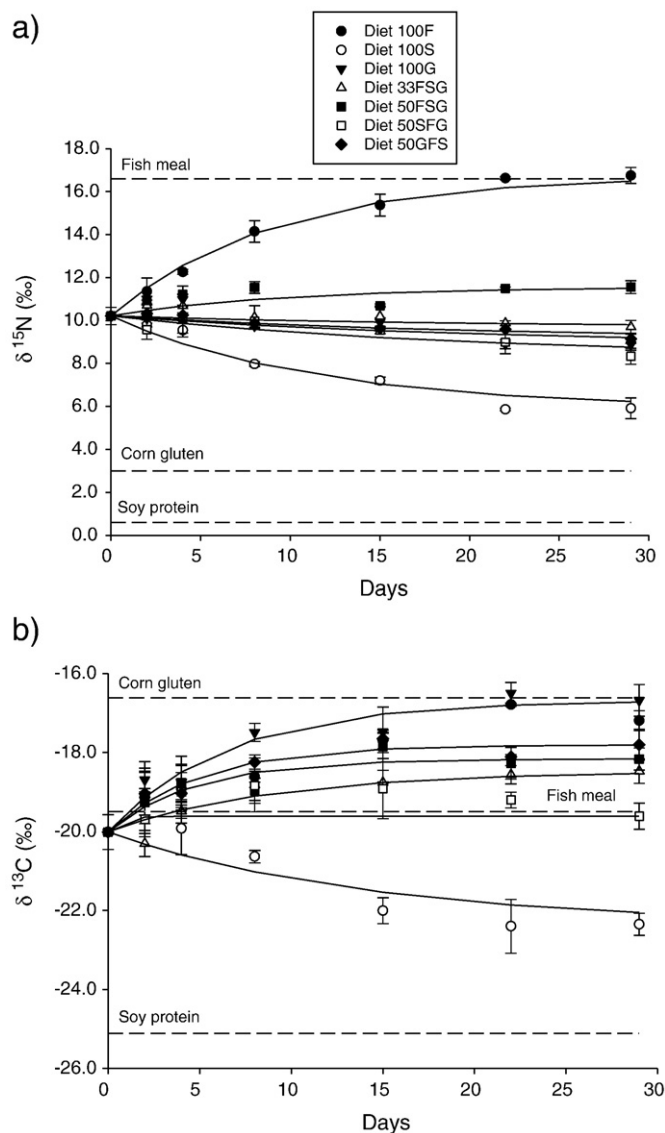 a)
Diet 100F
Diet 100S
Diet 100G
Diet 33FSG
Diet 50FSG
Diet 50SFG
Diet 50GFS
18.0
16.0
14.0
12.0
10.0
8.0
6.0
4.0
2.0
0.0
δ 15N (‰)
Fish meal
Corn gluten
Soy protein
0 5 10 15 20 25 30
Days
b)
-16.0
-18.0
-20.0
-22.0
-24.0
-26.0
δ 13C (‰)
Corn gluten
Fish meal
Soy protein
0 5 10 15 20 25 30
Days